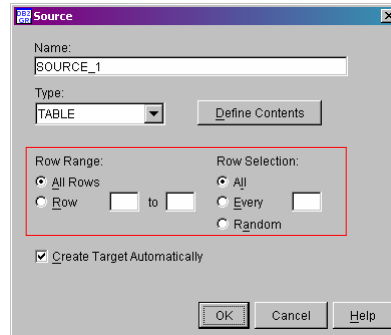 Source
Name:
SOURCE_1
Type:
TABLE
Define Contents
Row Range:
All Rows
Row to
Row Selection:
All
Every
Random
Create Target Automatically
OK Cancel Help